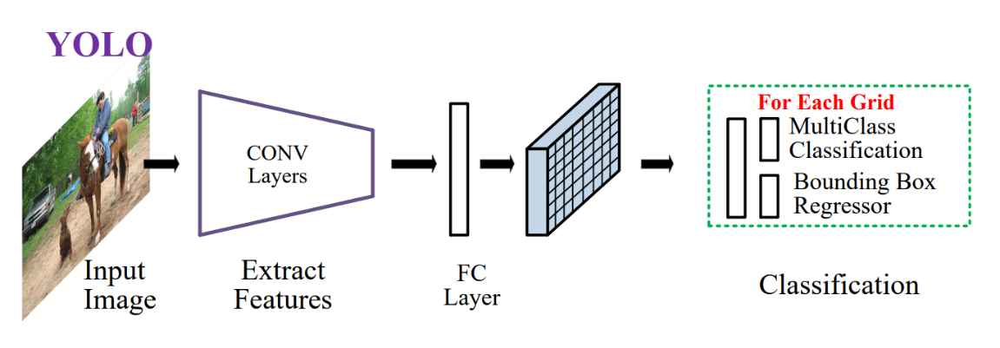 YOLO
CONV
Layers
For Each Grid
MultiClass
Classification
Bounding Box
Regressor
Input
Image
Extract
Features
FC
Layer
Classification